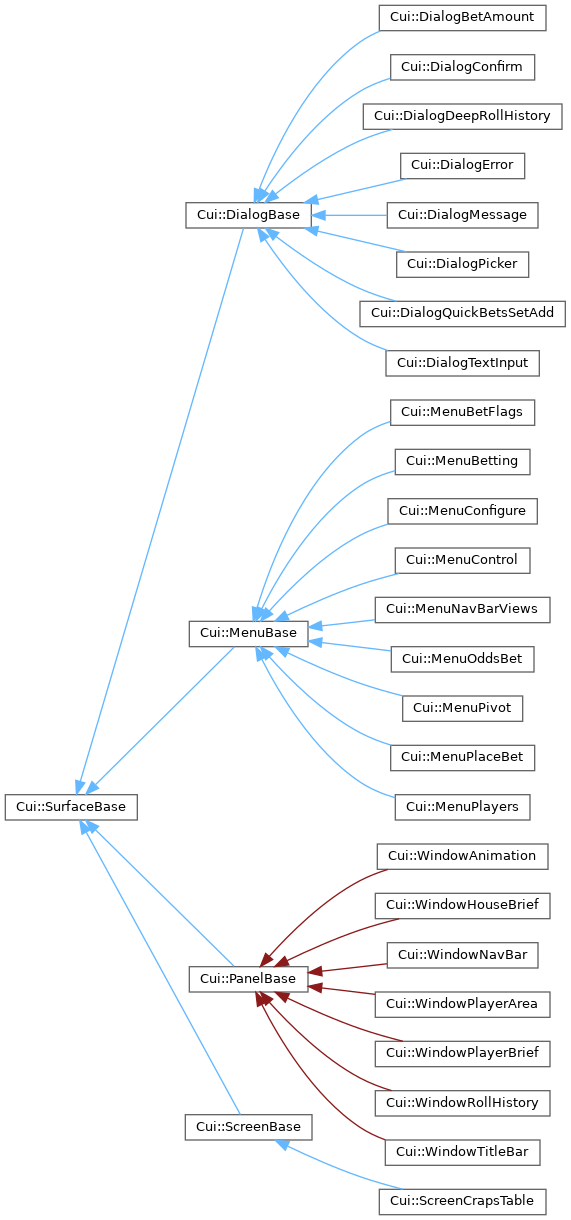 Cui::DialogBetAmount
Cui::DialogConfirm
Cui::DialogDeepRollHistory
Cui::DialogError
Cui::DialogBase
Cui::DialogMessage
Cui::DialogPicker
Cui::DialogQuickBetsSetAdd
Cui::DialogTextInput
Cui::MenuBetFlags
Cui::MenuBetting
Cui::MenuConfigure
Cui::MenuControl
Cui::MenuNavBarViews
Cui::MenuBase
Cui::MenuOddsBet
Cui::MenuPivot
Cui::MenuPlaceBet
Cui::SurfaceBase
Cui::MenuPlayers
Cui::WindowAnimation
Cui::WindowHouseBrief
Cui::WindowNavBar
Cui::PanelBase
Cui::WindowPlayerArea
Cui::WindowPlayerBrief
Cui::WindowRollHistory
Cui::ScreenBase
Cui::WindowTitleBar
Cui::ScreenCrapsTable